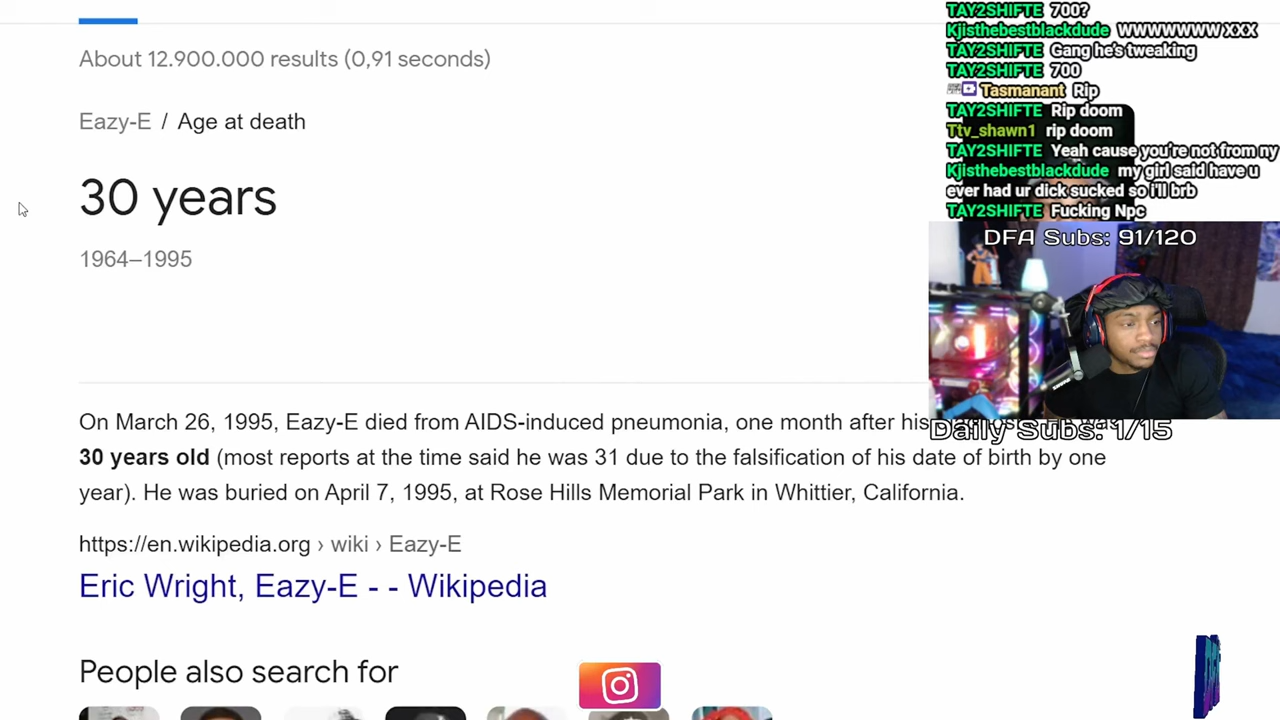 About 12.900.000 results (0,91 seconds)
Eazy-E / Age at death
30 years
1964–1995
On March 26, 1995, Eazy-E died from AIDS-induced pneumonia, one month after his
30 years old (most reports at the time said he was 31 due to the falsification of his date of birth by one
year). He was buried on April 7, 1995, at Rose Hills Memorial Park in Whittier, California.
https://en.wikipedia.org › wiki › Eazy-E
Eric Wright, Eazy-E - - Wikipedia
People also search for
TAY2SHIFTE 700?
Kjisthebestblackdude WWWWWWW XXX
TAY2SHIFTE Gang he's tweaking
TAY2SHIFTE 700
Tasmanant Rip
TAY2SHIFTE Rip doom
Ttv_shawn1 rip doom
TAY2SHIFTE Yeah cause you're not from ny
Kjisthebestblackdude my girl said have u
ever had ur dick sucked so i'll brb
TAY2SHIFTE Fucking Npc
DFA Subs: 91/120
Daily Subs: 1/15